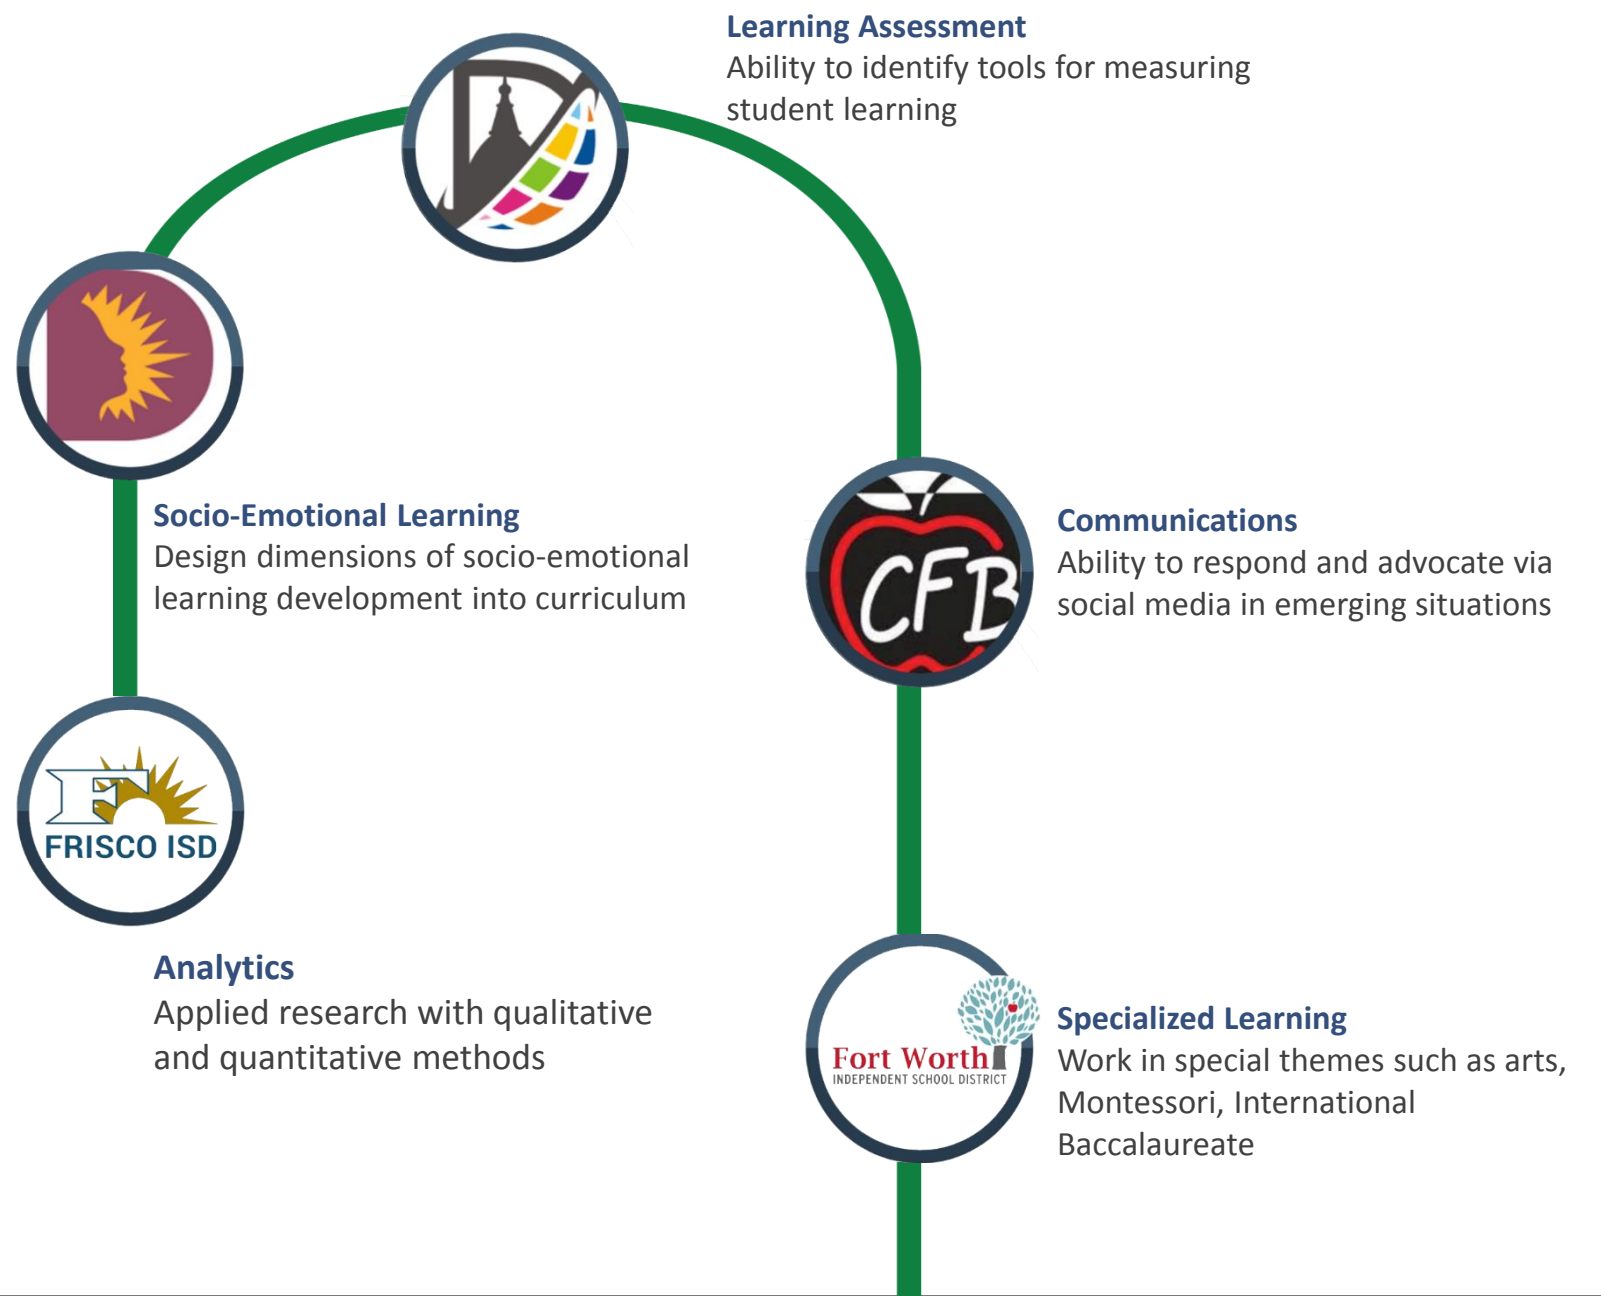 Learning Assessment
Ability to identify tools for measuring
student learning
Socio-Emotional Learning
Design dimensions of socio-emotional
learning development into curriculum
CFB
Communications
Ability to respond and advocate via
social media in emerging situations
F
FRISCO ISD
Analytics
Applied research with qualitative
and quantitative methods
Fort Worth
INDEPENDENT SCHOOL DISTRICT
Specialized Learning
Work in special themes such as arts,
Montessori, International
Baccalaureate